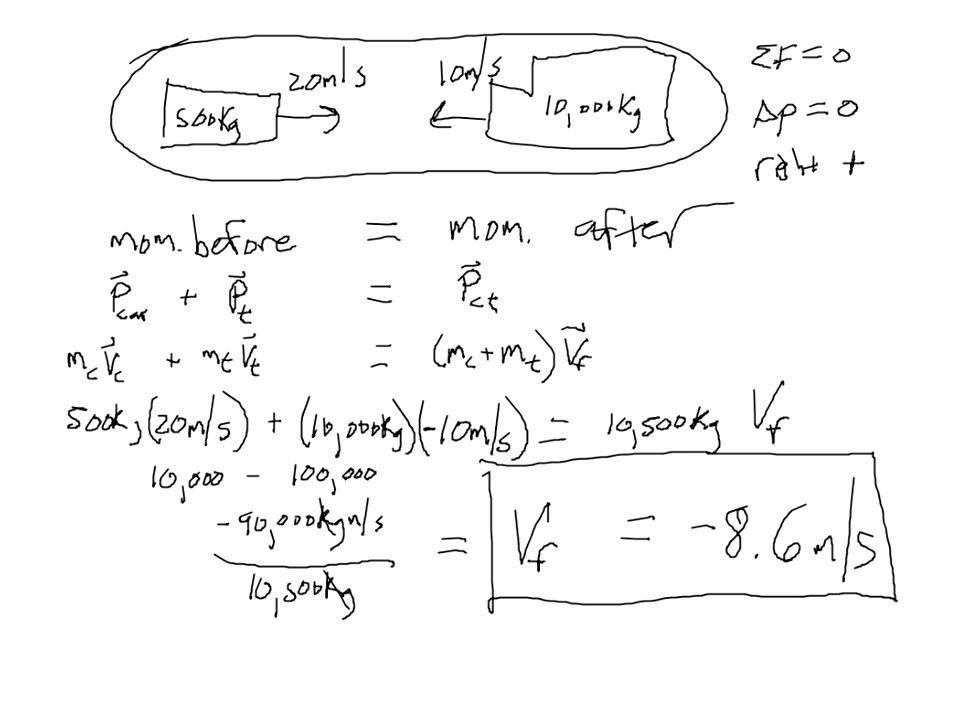 20m/s 10m/s ΣF = 0
500kg 10,000kg Δp = 0
right +
mom. before = mom. after
P⃗car + P⃗t = P⃗ct
mcV⃗c + mtV⃗t = (mc+mt)V⃗f
500kg(20m/s) + (10,000kg)(-10m/s) = 10,500kg Vf
10,000 - 100,000
-90,000kgm/s
= Vf = -8.6m/s
10,500kg